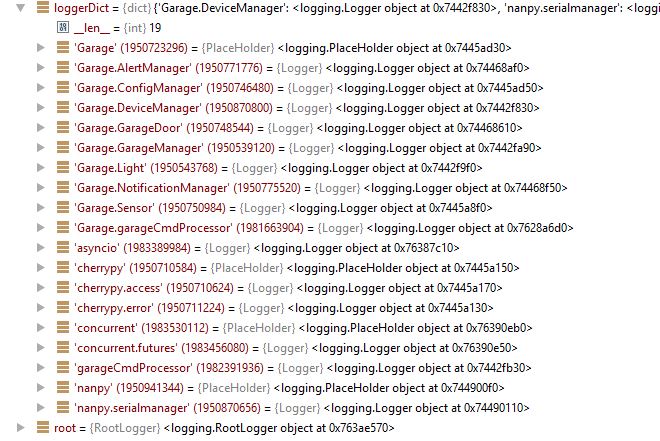 loggerDict = {dict} {'Garage.DeviceManager': <logging.Logger object at 0x7442f830>, 'nanpy.serialmanager': <loggin
__len__ = {int} 19
'Garage' (1950723296) = {PlaceHolder} <logging.PlaceHolder object at 0x7445ad30>
'Garage.AlertManager' (1950771776) = {Logger} <logging.Logger object at 0x74468af0>
'Garage.ConfigManager' (1950746480) = {Logger} <logging.Logger object at 0x7445ad50>
'Garage.DeviceManager' (1950870800) = {Logger} <logging.Logger object at 0x7442f830>
'Garage.GarageDoor' (1950748544) = {Logger} <logging.Logger object at 0x74468610>
'Garage.GarageManager' (1950539120) = {Logger} <logging.Logger object at 0x7442fa90>
'Garage.Light' (1950543768) = {Logger} <logging.Logger object at 0x7442f9f0>
'Garage.NotificationManager' (1950775520) = {Logger} <logging.Logger object at 0x74468f50>
'Garage.Sensor' (1950750984) = {Logger} <logging.Logger object at 0x7445a8f0>
'Garage.garageCmdProcessor' (1981663904) = {Logger} <logging.Logger object at 0x7628a6d0>
'asyncio' (1983389984) = {Logger} <logging.Logger object at 0x76387c10>
'cherrypy' (1950710584) = {PlaceHolder} <logging.PlaceHolder object at 0x7445a150>
'cherrypy.access' (1950710624) = {Logger} <logging.Logger object at 0x7445a170>
'cherrypy.error' (1950711224) = {Logger} <logging.Logger object at 0x7445a130>
'concurrent' (1983530112) = {PlaceHolder} <logging.PlaceHolder object at 0x76390eb0>
'concurrent.futures' (1983456080) = {Logger} <logging.Logger object at 0x76390e50>
'garageCmdProcessor' (1982391936) = {Logger} <logging.Logger object at 0x7442fb30>
'nanpy' (1950941344) = {PlaceHolder} <logging.PlaceHolder object at 0x744900f0>
'nanpy.serialmanager' (1950870656) = {Logger} <logging.Logger object at 0x74490110>
root = {RootLogger} <logging.RootLogger object at 0x763ae570>